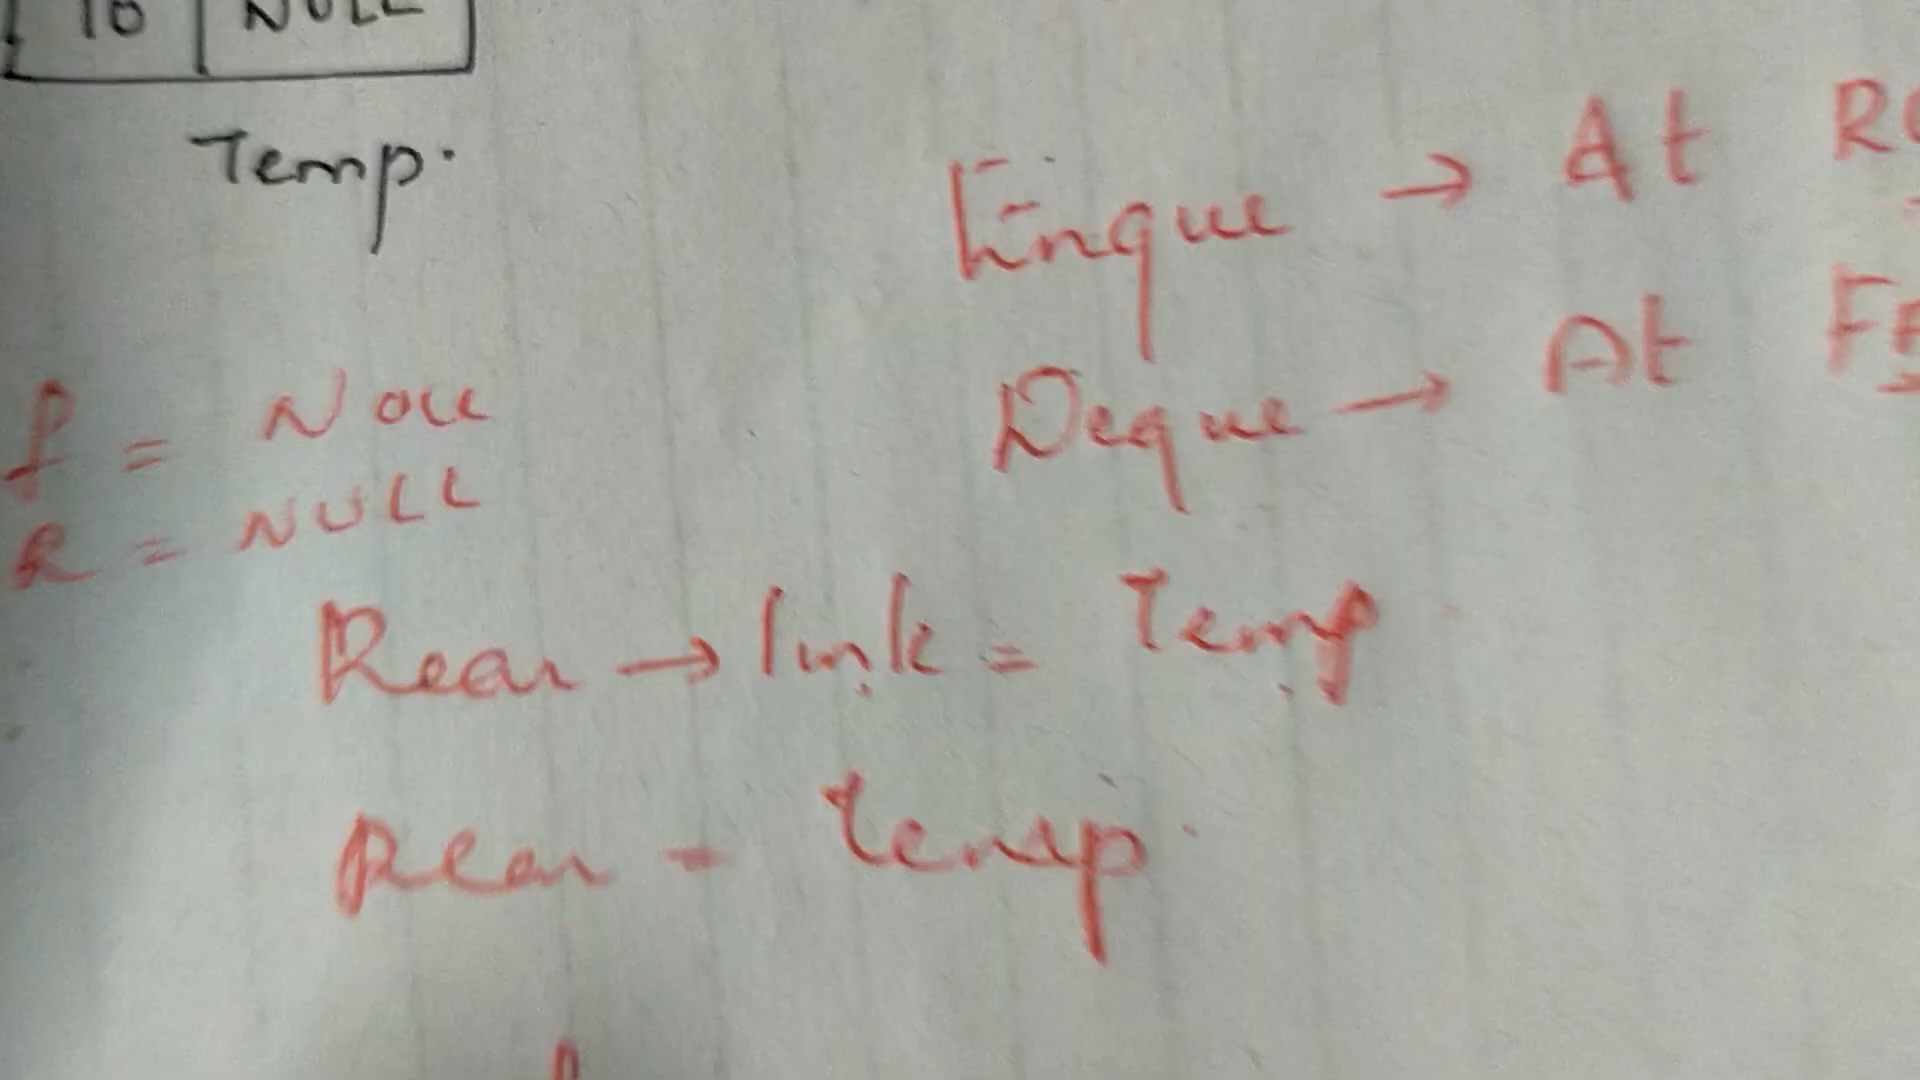 10 NULL
Temp.
Enque → At
Deque → At
f = NULL
R = NULL
Rear → link = Temp
Rear = temp.